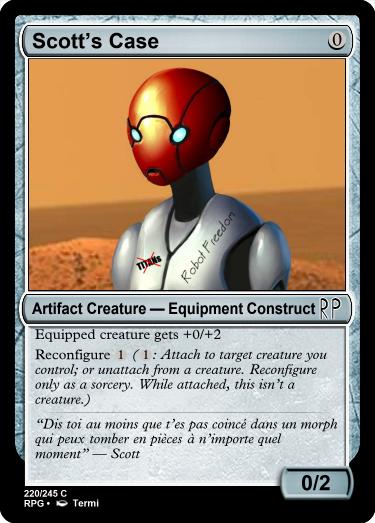 Scott's Case 0
TITANs
Robot Freedom
Artifact Creature — Equipment Construct RP
Equipped creature gets +0/+2
Reconfigure 1 ( 1 : Attach to target creature you
control; or unattach from a creature. Reconfigure
only as a sorcery. While attached, this isn't a
creature.)
“Dis toi au moins que t'es pas coincé dans un morph
qui peux tomber en pièces à n'importe quel
moment” — Scott
0/2
220/245 C
RPG • Termi